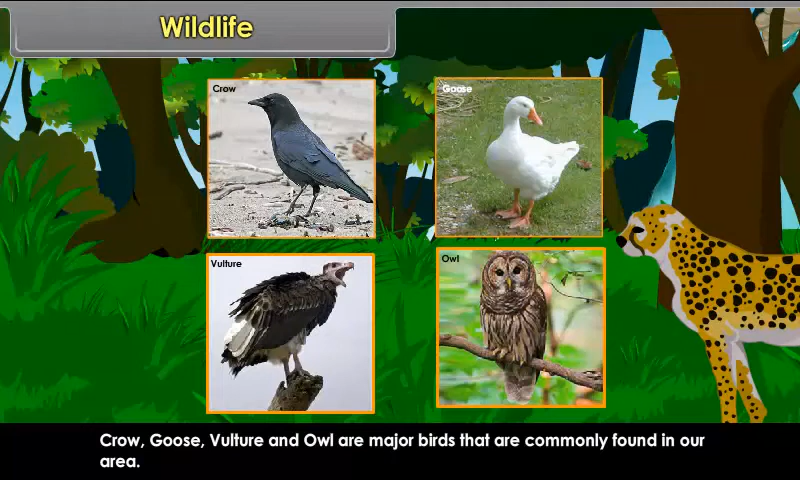 Wildlife
Crow
Goose
Vulture
Owl
Crow, Goose, Vulture and Owl are major birds that are commonly found in our
area.